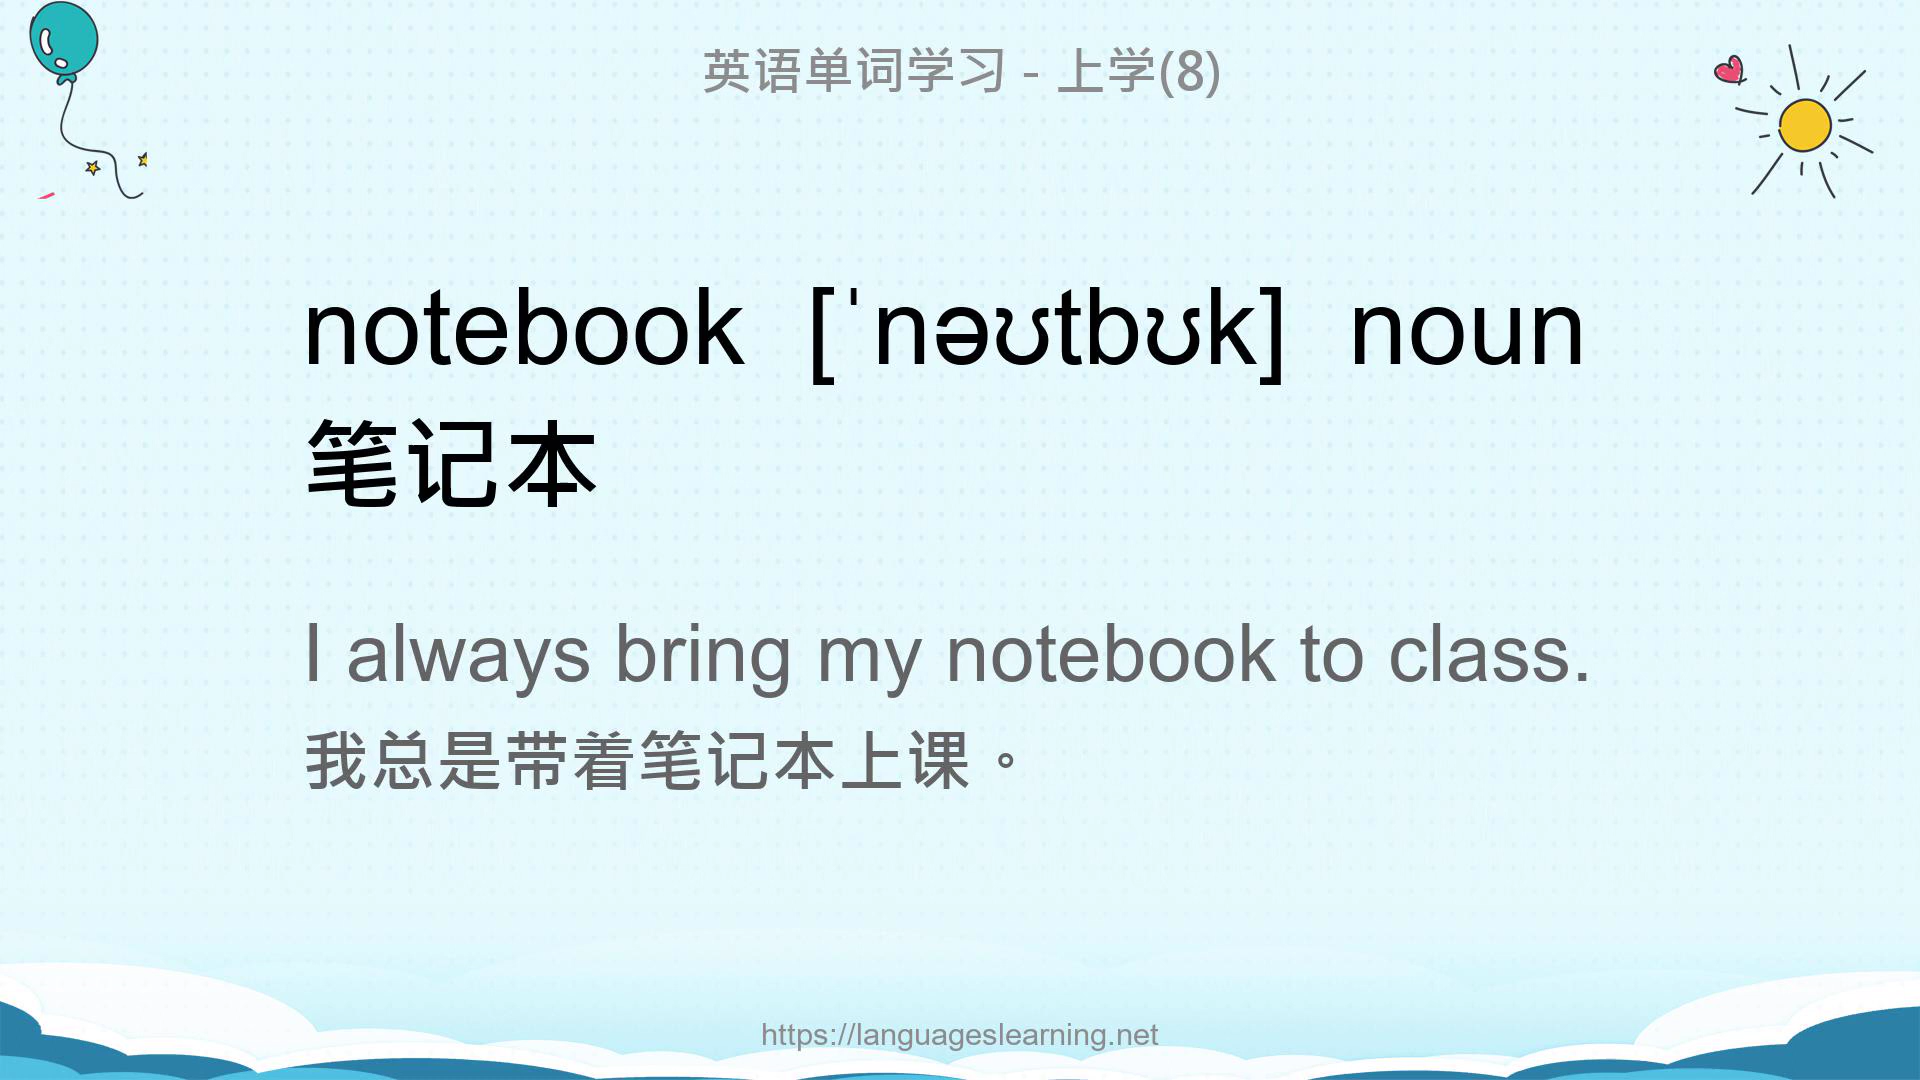 英语单词学习 - 上学(8)
notebook [ˈnəʊtbʊk] noun
笔记本
I always bring my notebook to class.
我总是带着笔记本上课。
https://languageslearning.net